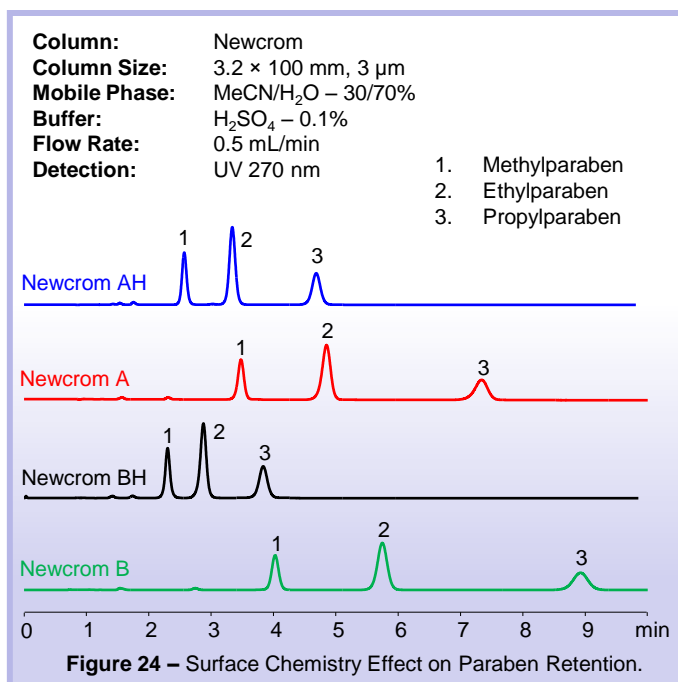 Column: Newcrom
Column Size: 3.2 × 100 mm, 3 µm
Mobile Phase: MeCN/H₂O – 30/70%
Buffer: H₂SO₄ – 0.1%
Flow Rate: 0.5 mL/min
Detection: UV 270 nm
1. Methylparaben
2. Ethylparaben
3. Propylparaben
1 2 3
Newcrom AH
1 2 3
Newcrom A
1 2 3
Newcrom BH
1 2 3
Newcrom B
0 1 2 3 4 5 6 7 8 9 min
Figure 24 – Surface Chemistry Effect on Paraben Retention.